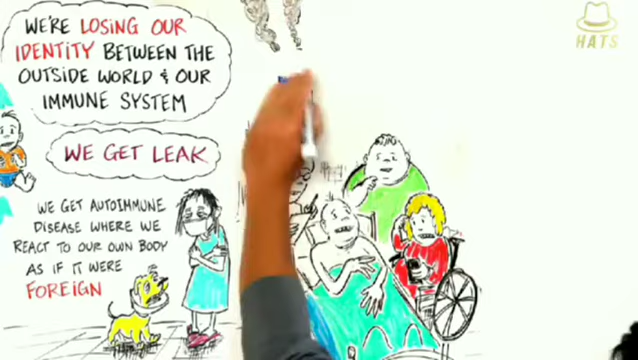 WE'RE LOSING OUR
IDENTITY BETWEEN THE
OUTSIDE WORLD & OUR
IMMUNE SYSTEM
WE GET LEAK
WE GET AUTOIMMUNE
DISEASE WHERE WE
REACT TO OUR OWN BODY
AS IF IT WERE
FOREIGN
HATS